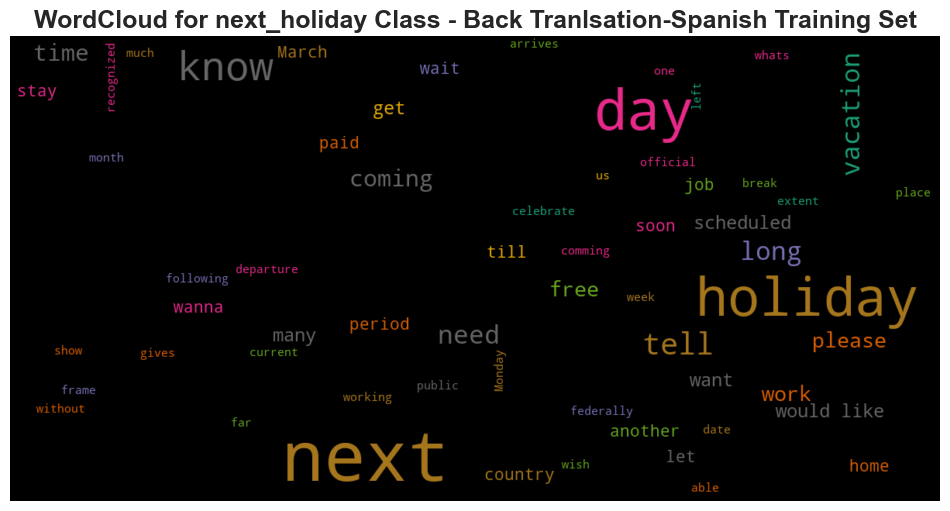 WordCloud for next_holiday Class - Back Tranlsation-Spanish Training Set
arrives
time
much
March
whats
know
wait
one
recognized
vacation
stay
left
day
get
paid
month
official
us
coming
job
break
place
extent
celebrate
soon
scheduled
till
comming
long
departure
following
free
week
holiday
wanna
period
many
need
tell
please
show
gives
current
Monday
want
public
frame
working
work
without
federally
would like
far
another
date
next
let
wish
country
home
able